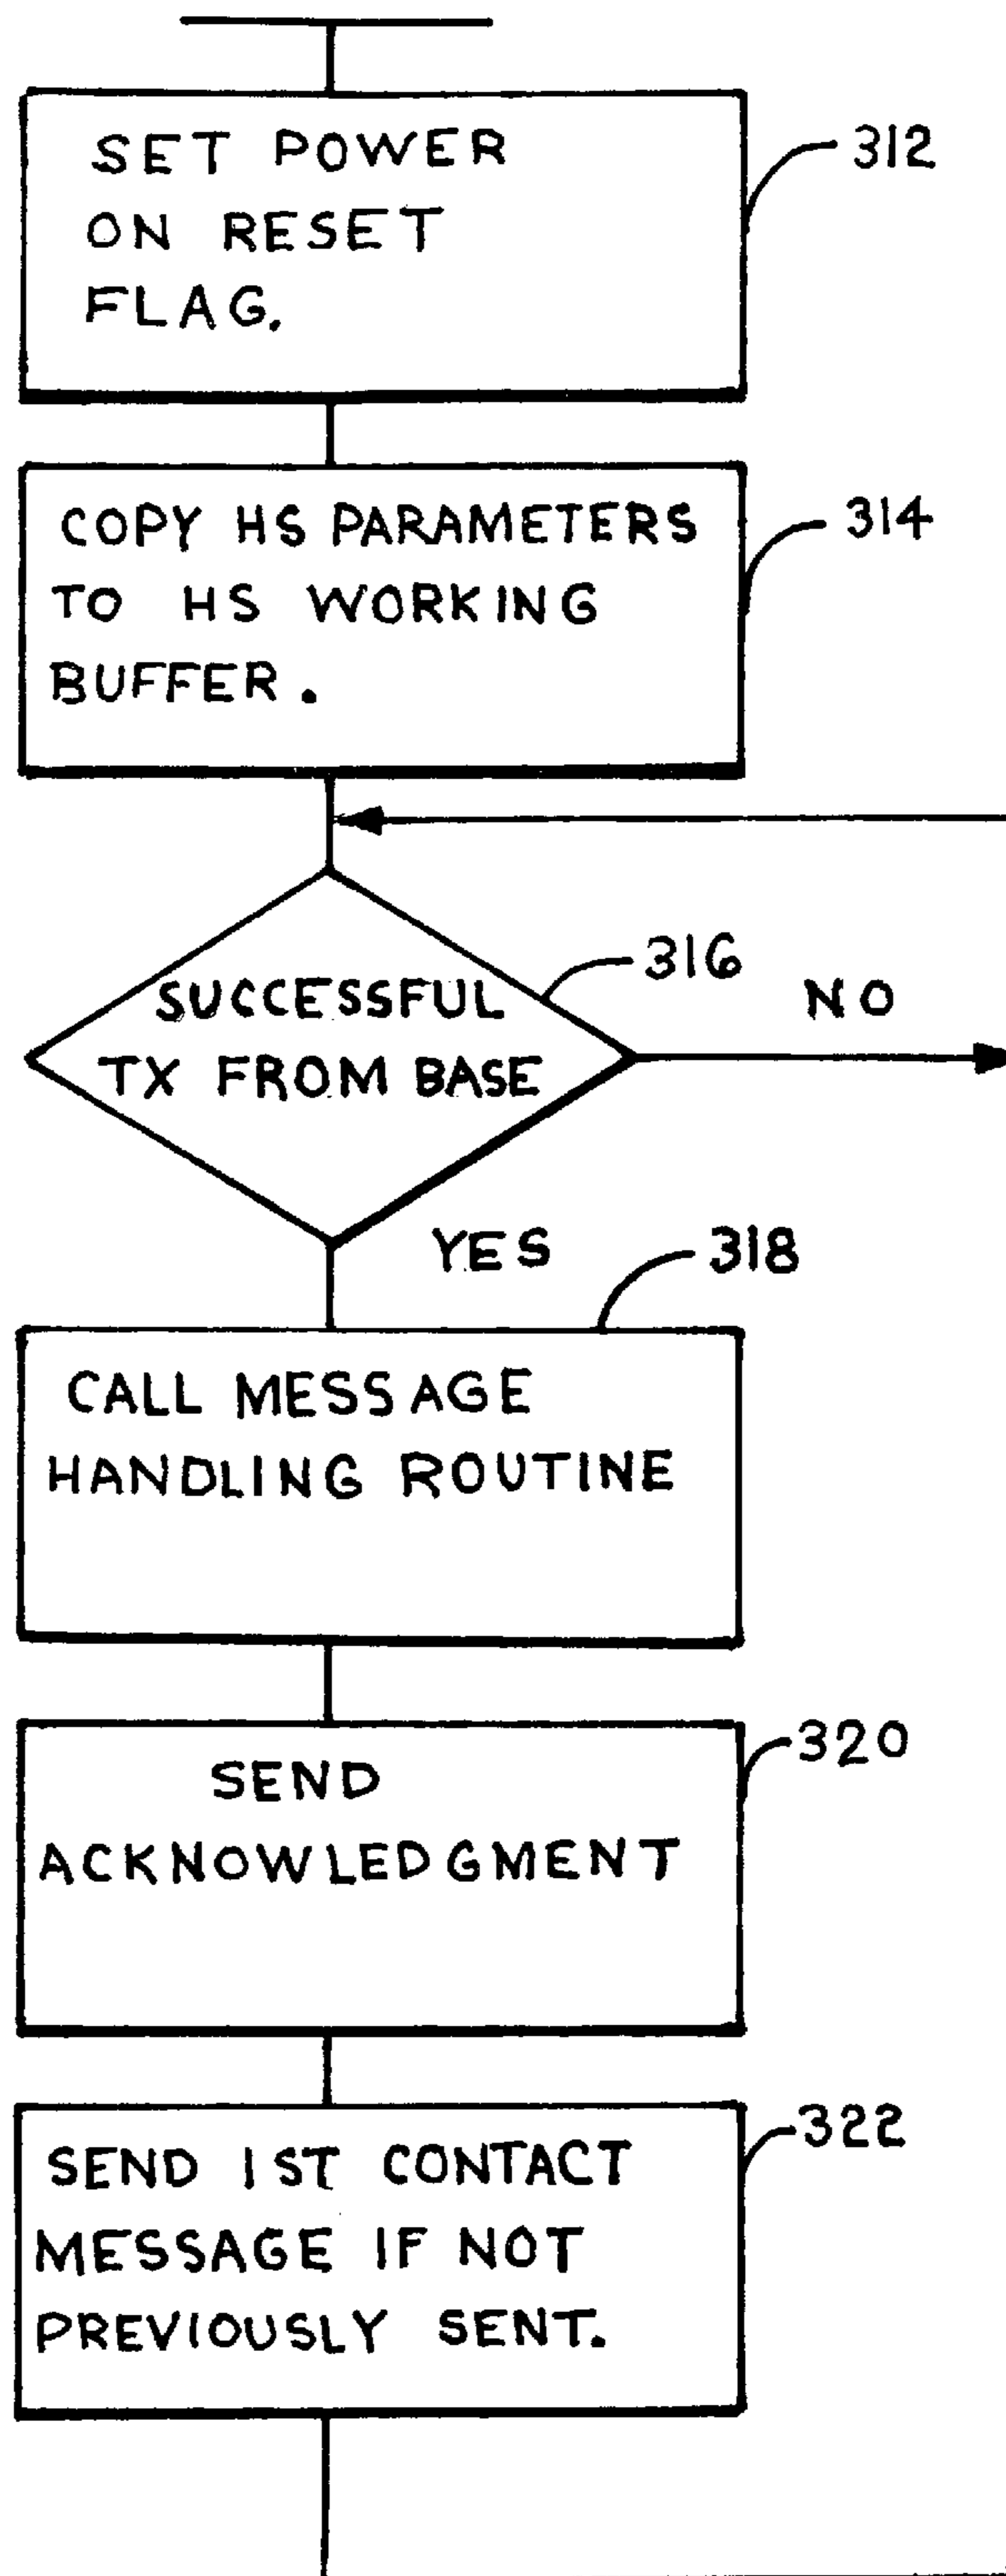 SET POWER
ON RESET
FLAG.
312
COPY HS PARAMETERS
TO HS WORKING
BUFFER.
314
SUCCESSFUL
TX FROM BASE
316
NO
YES
318
CALL MESSAGE
HANDLING ROUTINE
SEND
ACKNOWLEDGMENT
320
SEND 1ST CONTACT
MESSAGE IF NOT
PREVIOUSLY SENT.
322